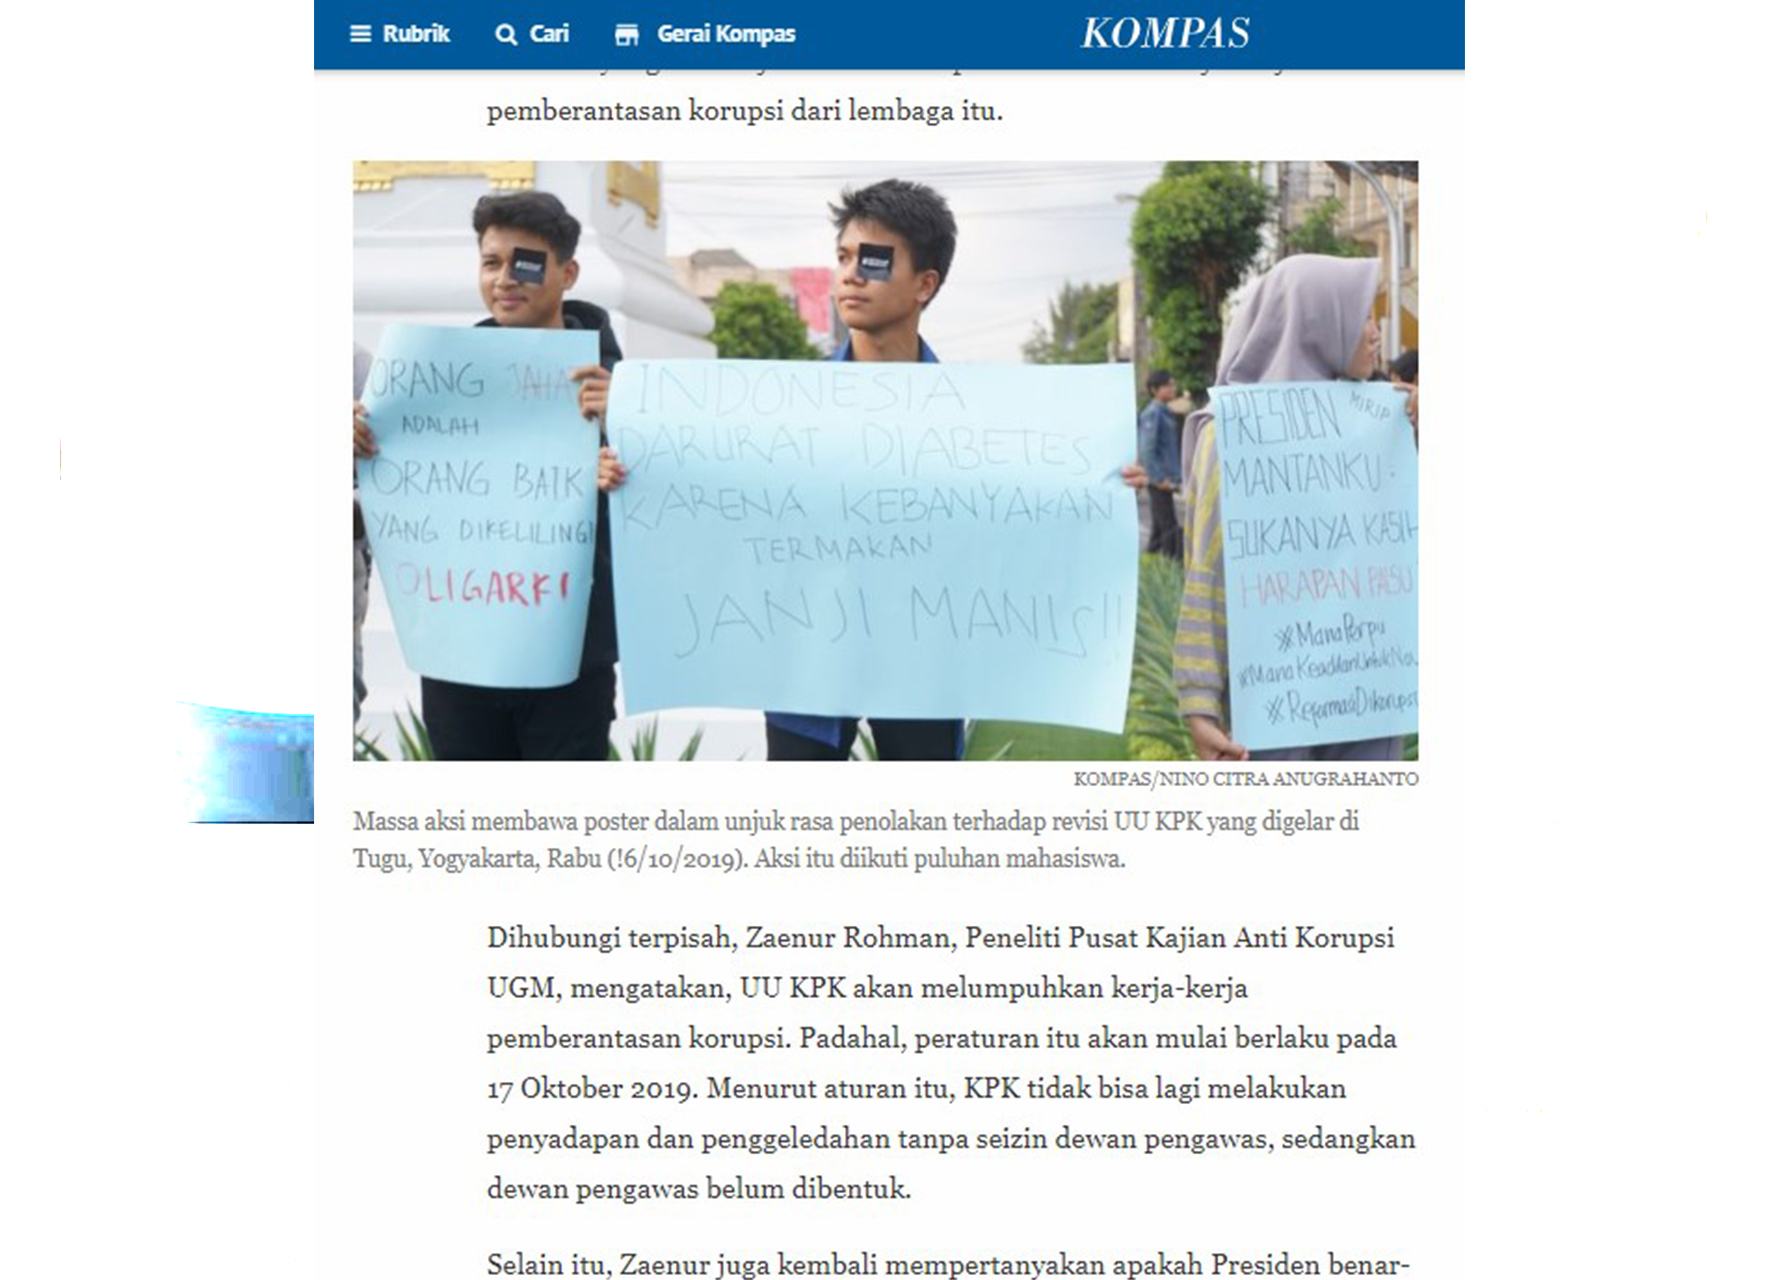 Rubrik Cari Gerai Kompas KOMPAS
pemberantasan korupsi dari lembaga itu.
ORANG JAHA
ADALAH
ORANG BAIK
YANG DIKELILINGI
OLIGARKI
INDONESIA
DARURAT DIABETES
KARENA KEBANYAKAN
TERMAKAN
JANJI MANIS!!
PRESIDEN MIRIP
MANTANKU:
SUKANYA KASIH
HARAPAN PALSU
#ManaPerpu
#ManaKeadilanUntukNov
#ReformasiDikorupsi
KOMPAS/NINO CITRA ANUGRAHANTO
Massa aksi membawa poster dalam unjuk rasa penolakan terhadap revisi UU KPK yang digelar di
Tugu, Yogyakarta, Rabu (!6/10/2019). Aksi itu diikuti puluhan mahasiswa.
Dihubungi terpisah, Zaenur Rohman, Peneliti Pusat Kajian Anti Korupsi
UGM, mengatakan, UU KPK akan melumpuhkan kerja-kerja
pemberantasan korupsi. Padahal, peraturan itu akan mulai berlaku pada
17 Oktober 2019. Menurut aturan itu, KPK tidak bisa lagi melakukan
penyadapan dan penggeledahan tanpa seizin dewan pengawas, sedangkan
dewan pengawas belum dibentuk.
Selain itu, Zaenur juga kembali mempertanyakan apakah Presiden benar-